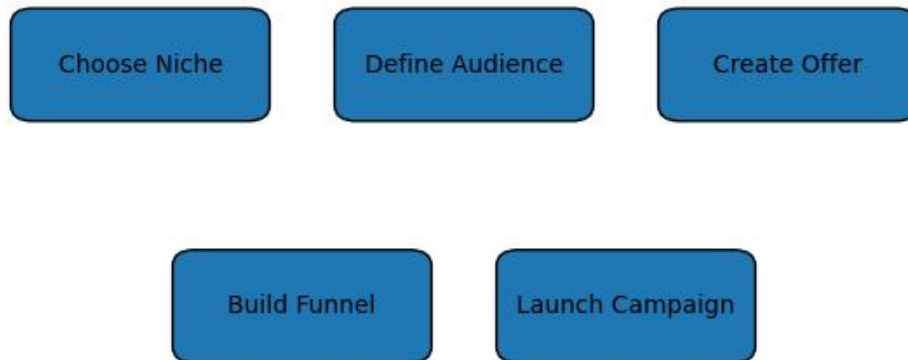 Choose Niche
Define Audience
Create Offer
Build Funnel
Launch Campaign